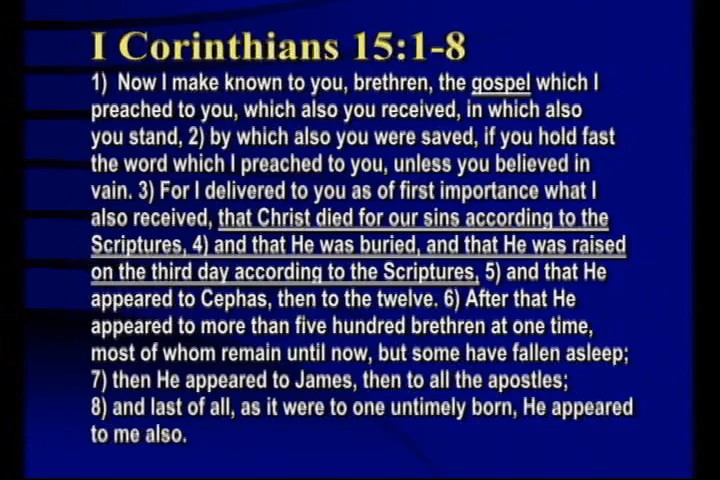 I Corinthians 15:1-8
1) Now I make known to you, brethren, the gospel which I
preached to you, which also you received, in which also
you stand, 2) by which also you were saved, if you hold fast
the word which I preached to you, unless you believed in
vain. 3) For I delivered to you as of first importance what I
also received, that Christ died for our sins according to the
Scriptures, 4) and that He was buried, and that He was raised
on the third day according to the Scriptures, 5) and that He
appeared to Cephas, then to the twelve. 6) After that He
appeared to more than five hundred brethren at one time,
most of whom remain until now, but some have fallen asleep;
7) then He appeared to James, then to all the apostles;
8) and last of all, as it were to one untimely born, He appeared
to me also.